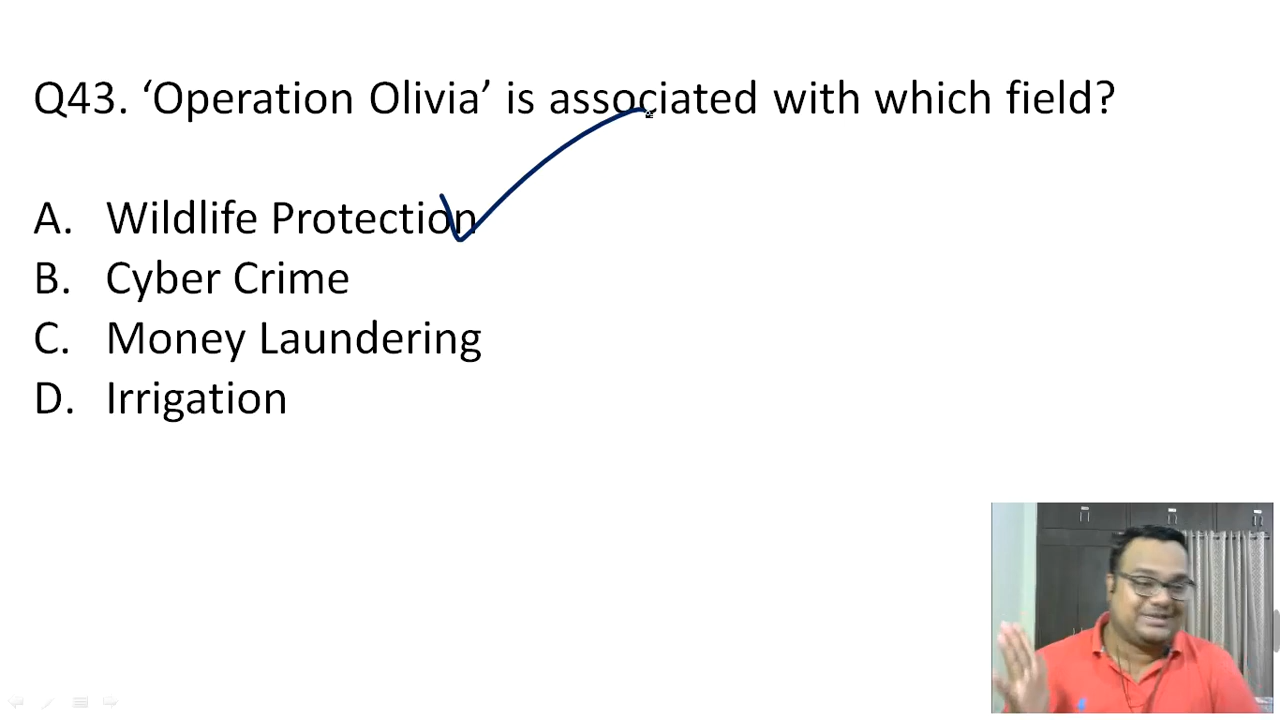 Q43. ‘Operation Olivia’ is associated with which field?
A. Wildlife Protection
B. Cyber Crime
C. Money Laundering
D. Irrigation